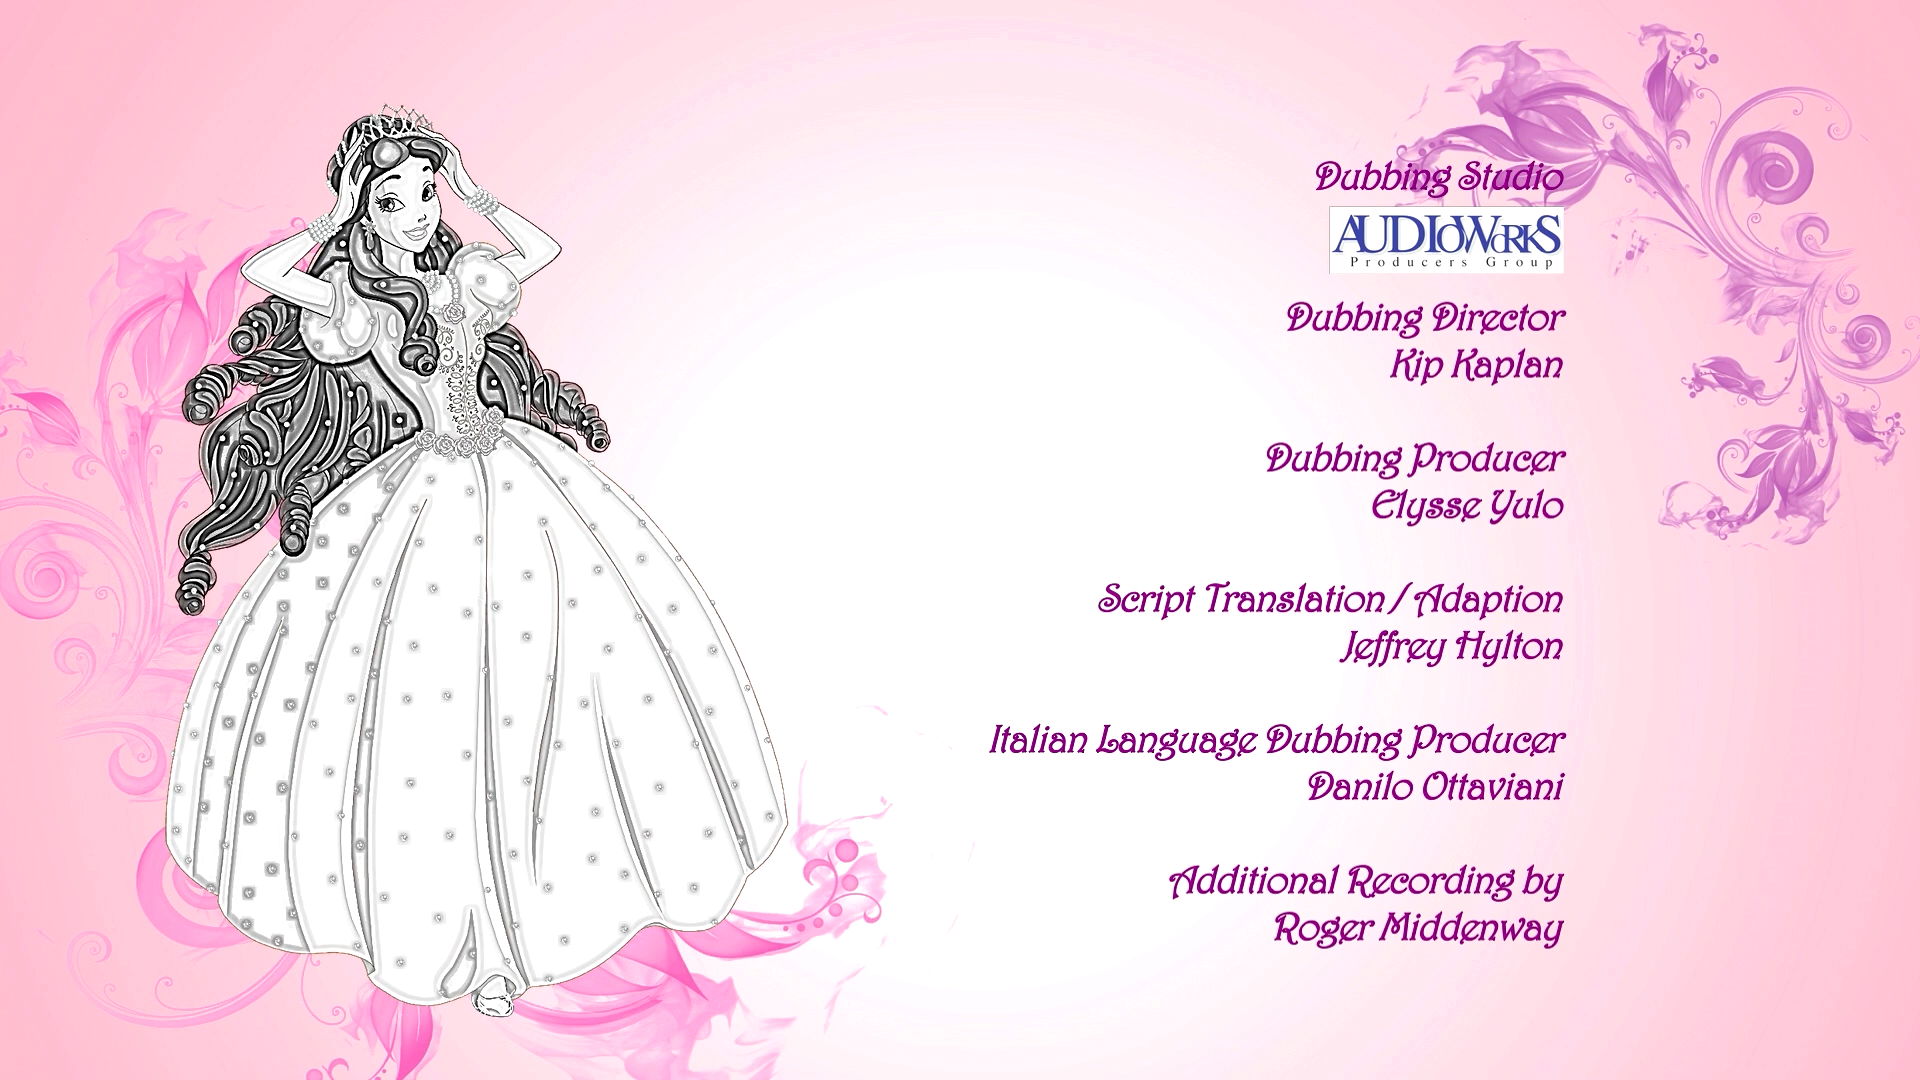 Dubbing Studio
AUDIOWORKS
Producers Group
Dubbing Director
Kip Kaplan
Dubbing Producer
Elysse Yulo
Script Translation / Adaption
Jeffrey Hylton
Italian Language Dubbing Producer
Danilo Ottaviani
Additional Recording by
Roger Middenway